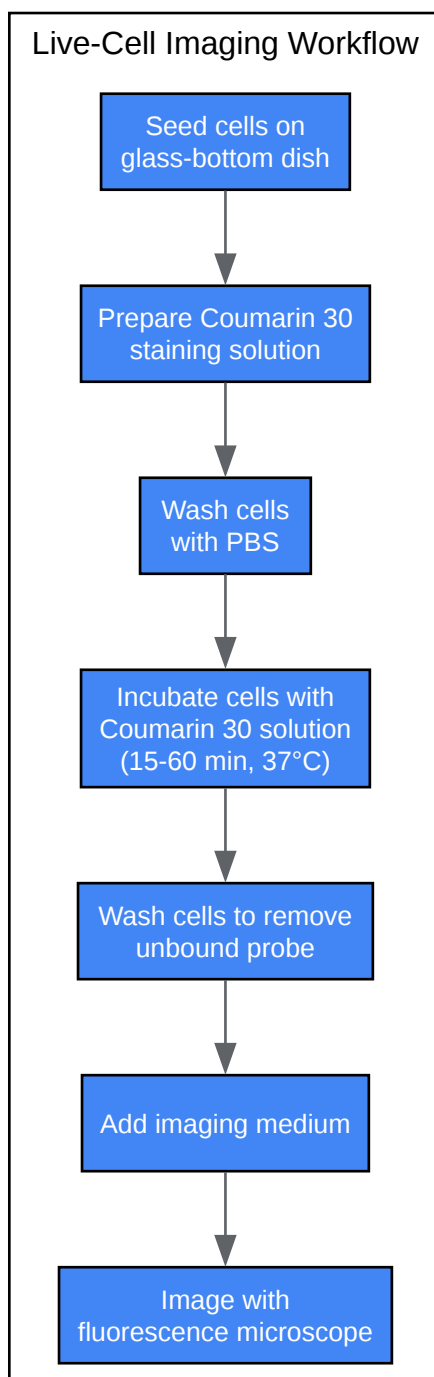 Live-Cell Imaging Workflow
Seed cells on
glass-bottom dish
Prepare Coumarin 30
staining solution
Wash cells
with PBS
Incubate cells with
Coumarin 30 solution
(15-60 min, 37°C)
Wash cells to remove
unbound probe
Add imaging medium
Image with
fluorescence microscope